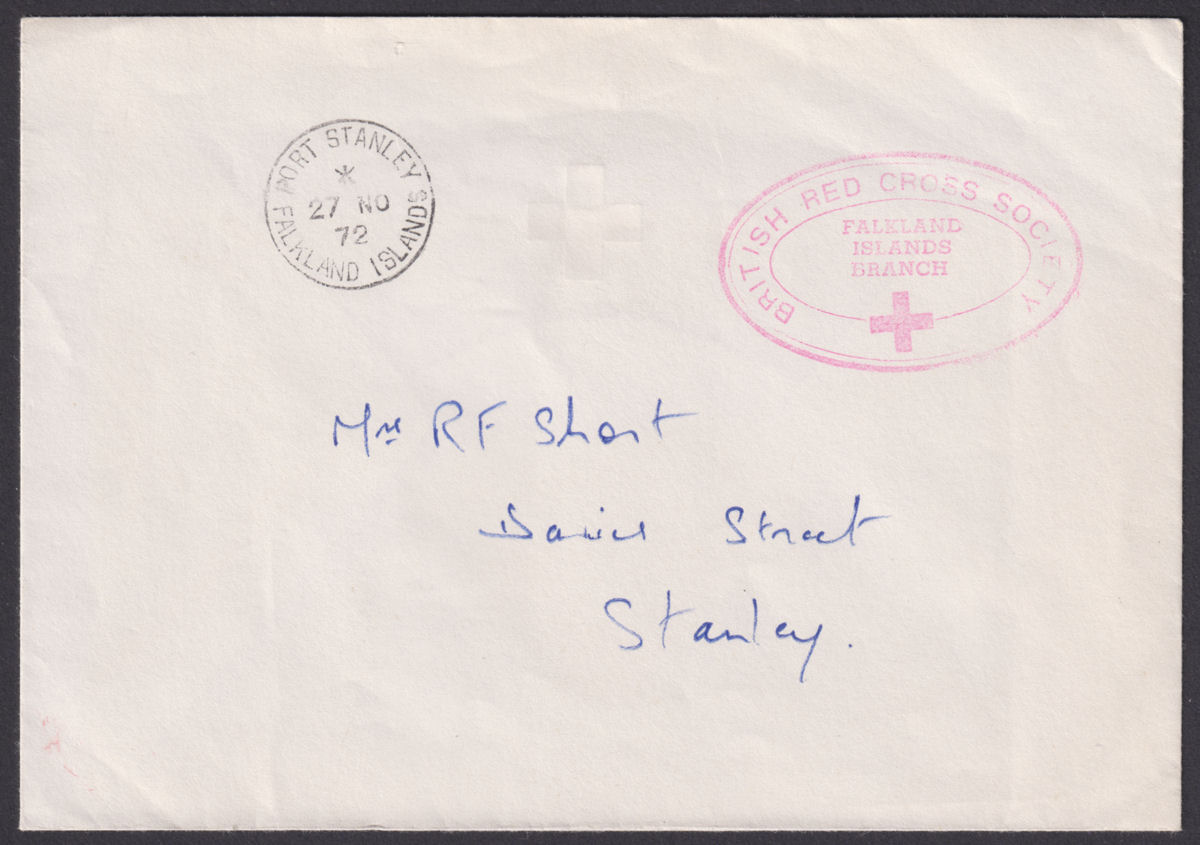 PORT STANLEY
*
27 NO
72
FALKLAND ISLANDS
BRITISH RED CROSS SOCIETY
FALKLAND
ISLANDS
BRANCH
Mrs R F Short
Davis Street
Stanley.